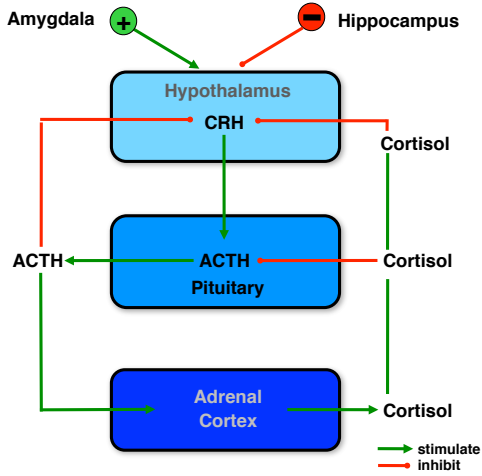 Amygdala
+
−
Hippocampus
Hypothalamus
CRH
Cortisol
ACTH
ACTH
Cortisol
Pituitary
Adrenal
Cortex
Cortisol
stimulate
inhibit